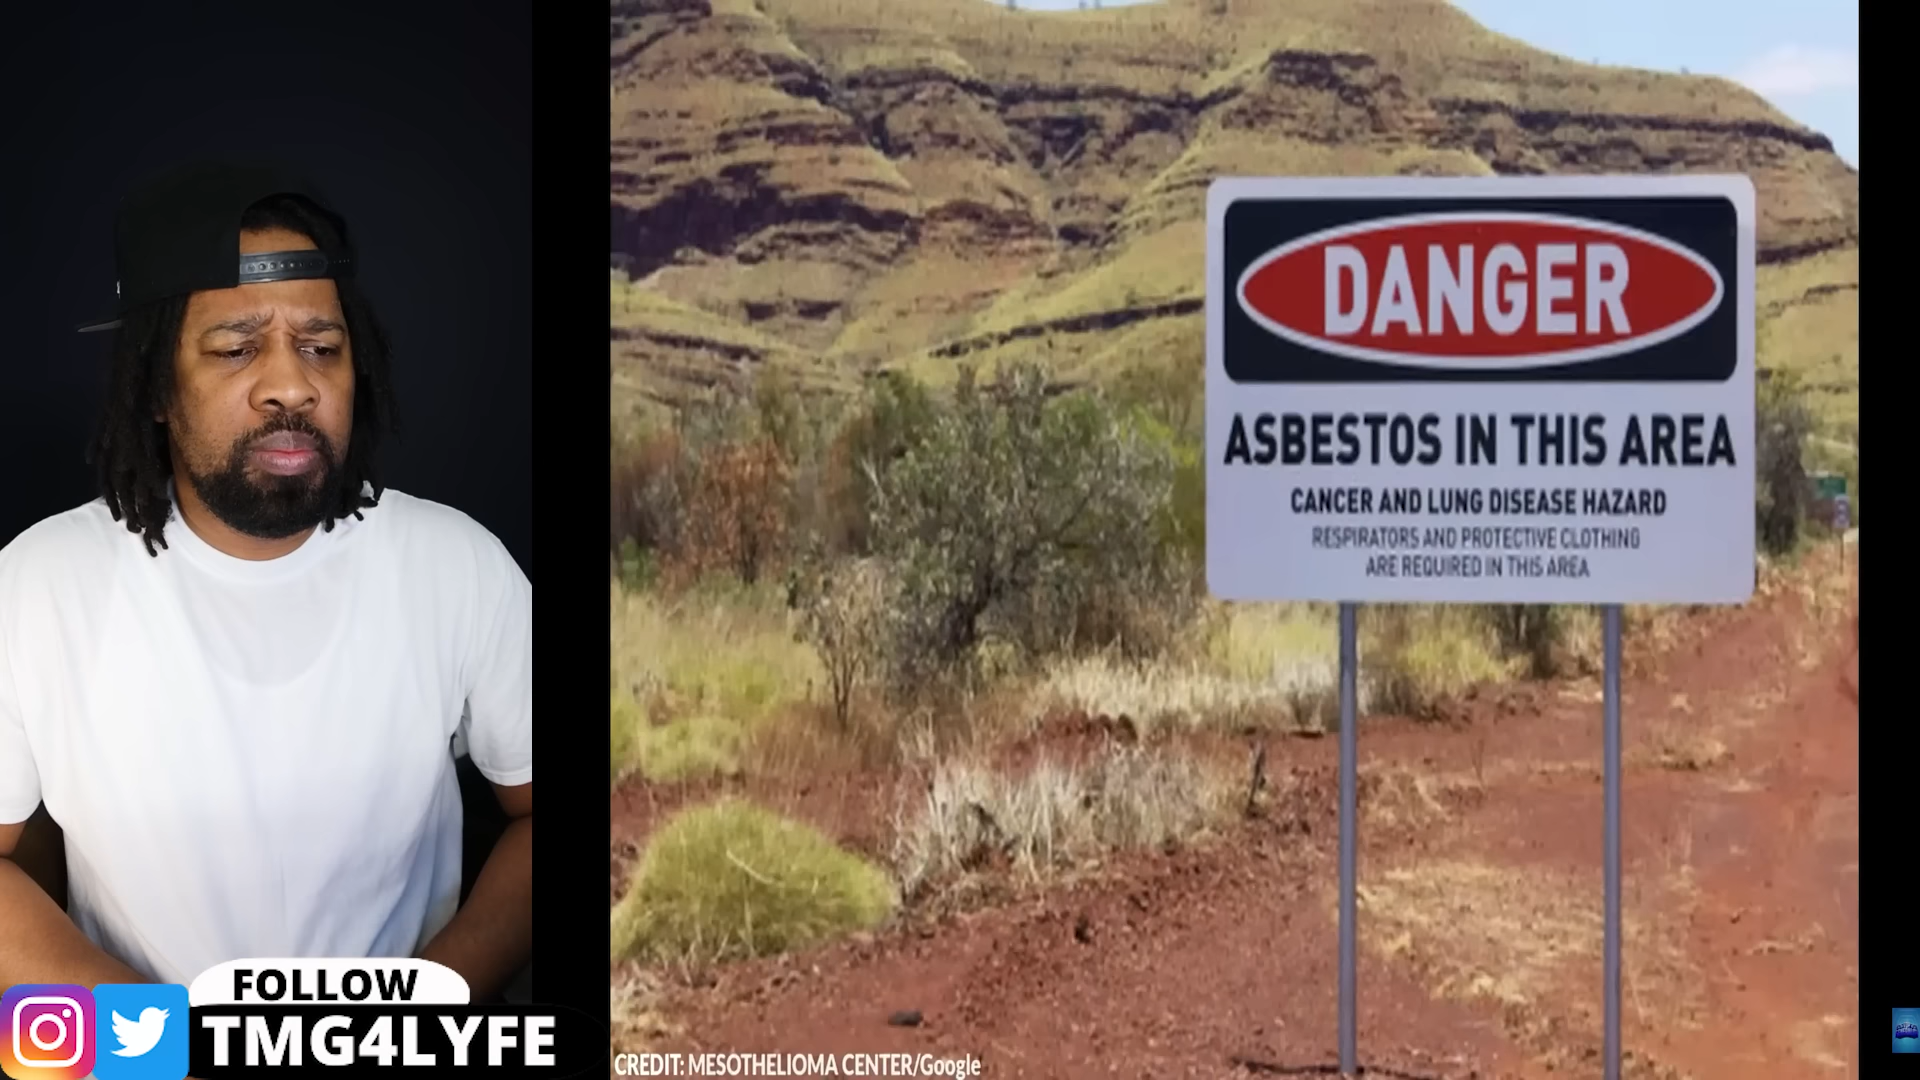 DANGER
ASBESTOS IN THIS AREA
CANCER AND LUNG DISEASE HAZARD
RESPIRATORS AND PROTECTIVE CLOTHING
ARE REQUIRED IN THIS AREA
FOLLOW
TMG4LYFE
CREDIT: MESOTHELIOMA CENTER/Google